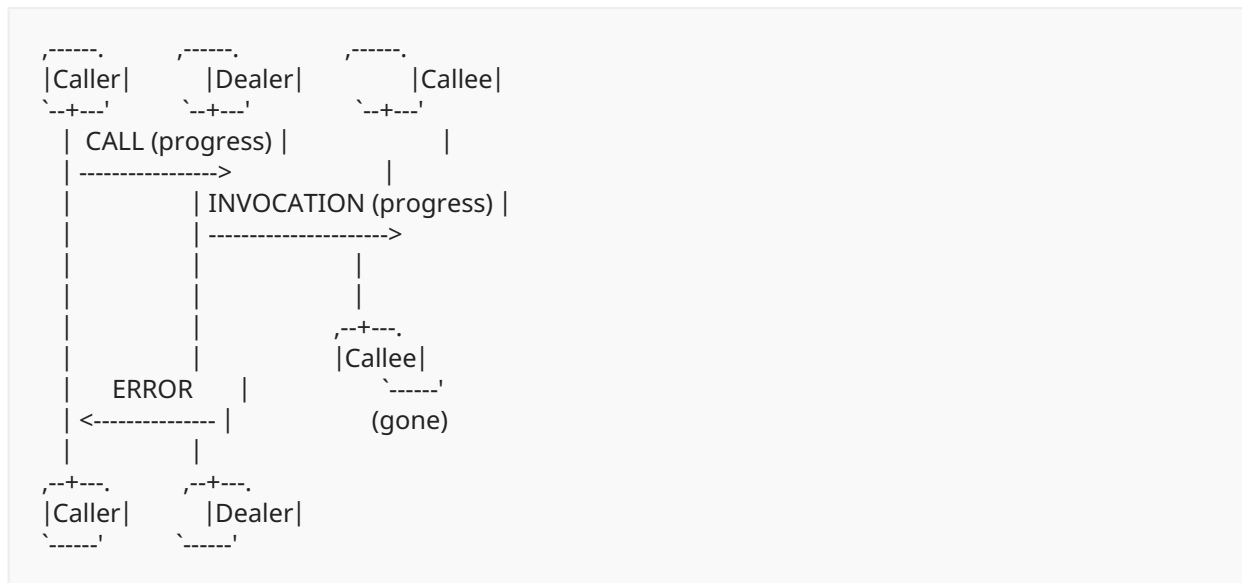 ,------.          ,------.               ,------.
|Caller|          |Dealer|               |Callee|
`--+---'          `--+---'               `--+---'
| CALL (progress) |                      |
| ----------------->                      |
|                 | INVOCATION (progress) |
|                 | ---------------------->
|                 |                      |
|                 |                      |
|                 |                   ,--+---.
|                 |                   |Callee|
|      ERROR      |                   `------'
| <--------------- |                   (gone)
|                 |
,--+---.          ,--+---.
|Caller|          |Dealer|
`------'          `------'